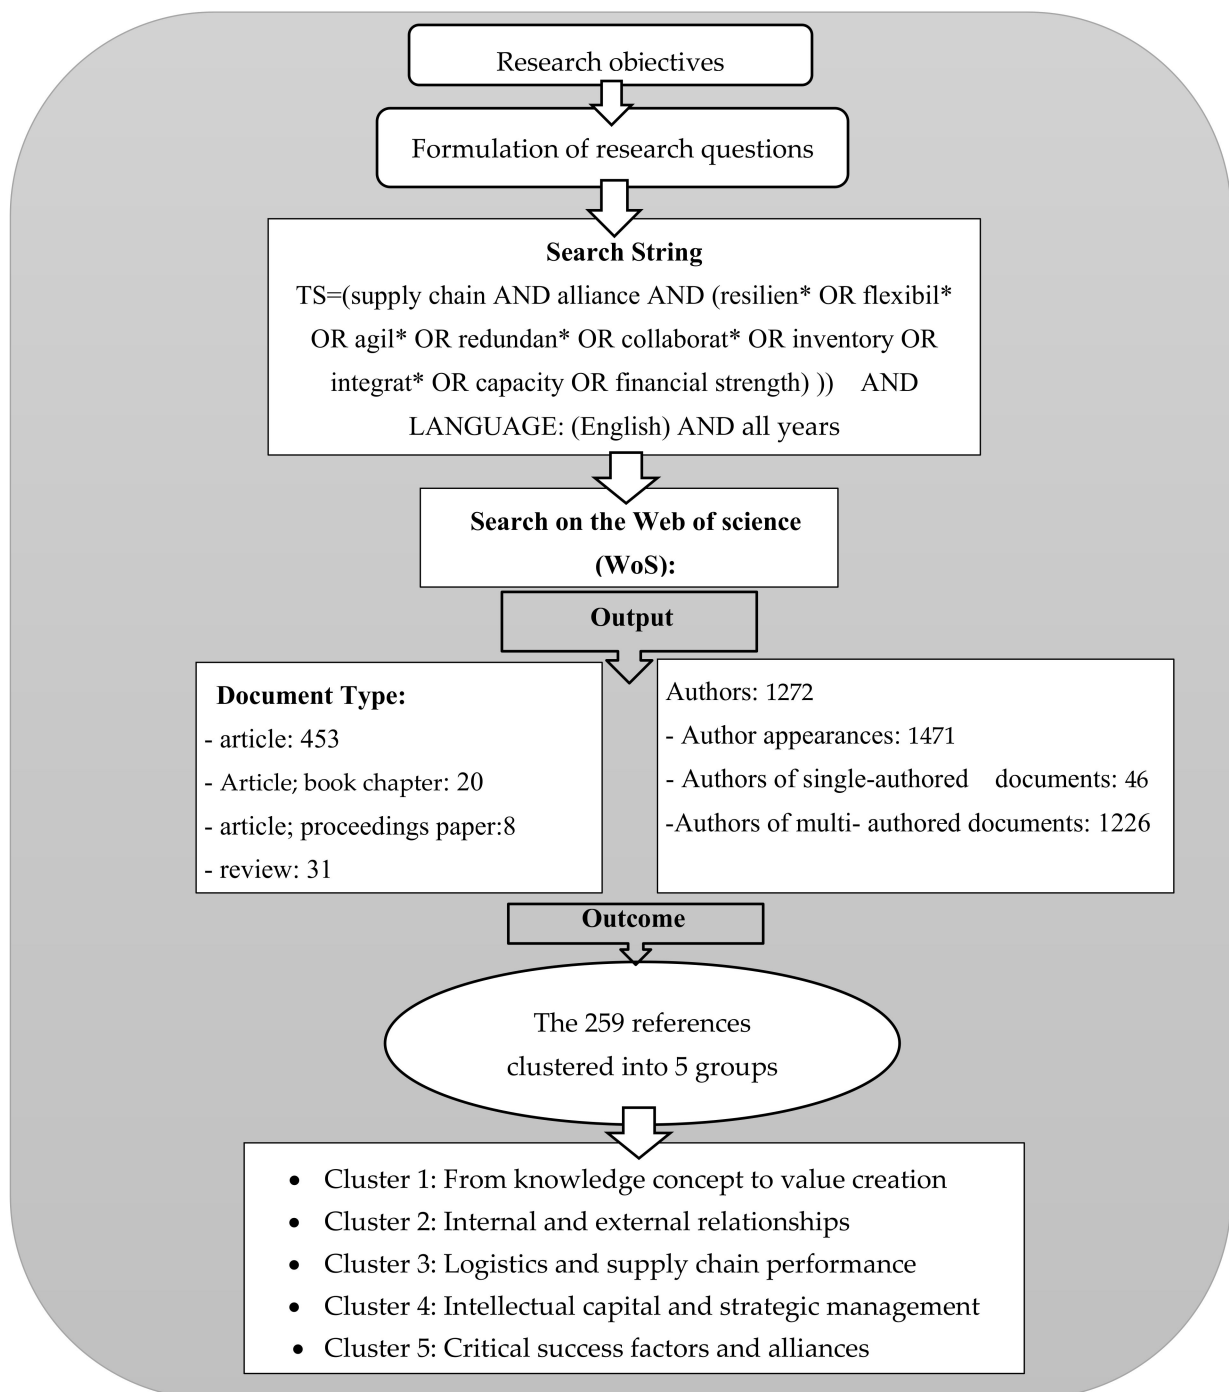 Research obiectives
Formulation of research questions
Search String
TS=(supply chain AND alliance AND (resilien* OR flexibil*
OR agil* OR redundan* OR collaborat* OR inventory OR
integrat* OR capacity OR financial strength) )) AND
LANGUAGE: (English) AND all years
Search on the Web of science
(WoS):
Output
Document Type:
- article: 453
- Article; book chapter: 20
- article; proceedings paper:8
- review: 31
Authors: 1272
- Author appearances: 1471
- Authors of single-authored documents: 46
-Authors of multi- authored documents: 1226
Outcome
The 259 references
clustered into 5 groups
• Cluster 1: From knowledge concept to value creation
• Cluster 2: Internal and external relationships
• Cluster 3: Logistics and supply chain performance
• Cluster 4: Intellectual capital and strategic management
• Cluster 5: Critical success factors and alliances